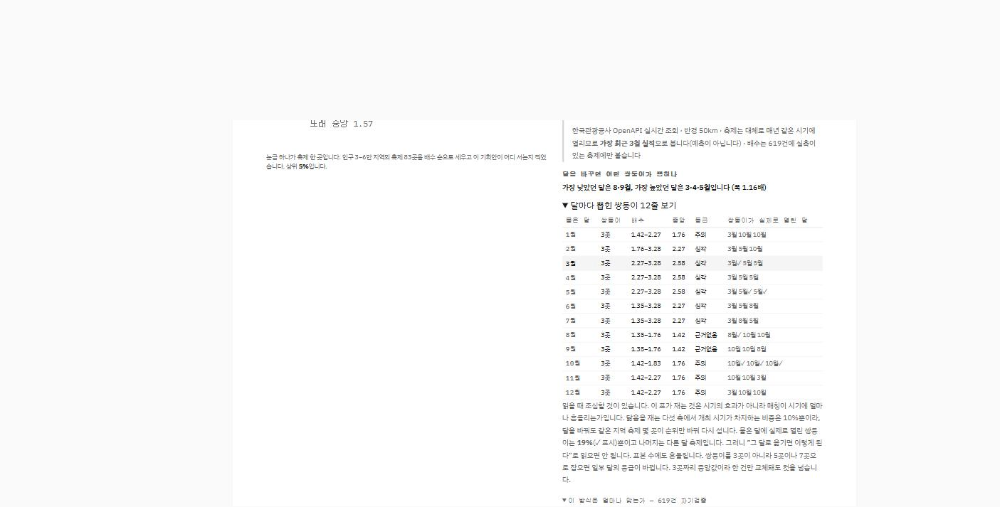 또래 중앙 1.57
눈금 하나가 축제 한 곳입니다. 인구 3~6만 지역의 축제 83곳을 배수 순으로 세우고 이 기획안이 어디 서는지 찍었
습니다. 상위 5%입니다.
한국관광공사 OpenAPI 실시간 조회 · 반경 50km · 축제는 대체로 매년 같은 시기에
열리므로 가장 최근 3월 실적으로 봅니다(예측이 아닙니다) · 배수는 619건에 실측이
있는 축제에만 붙습니다
달을 바꾸면 어떤 쌍둥이가 뽑히나
가장 낮았던 달은 8·9월, 가장 높았던 달은 3·4·5월입니다 (폭 1.16배)
▼ 달마다 뽑힌 쌍둥이 12줄 보기
물은 달 쌍둥이 배수 중앙 등급 쌍둥이가 실제로 열린 달
1월 3곳 1.42~2.27 1.76 주의 3월 10월 10월
2월 3곳 1.76~3.28 2.27 심각 3월 5월 10월
3월 3곳 2.27~3.28 2.58 심각 3월✓ 5월 5월
4월 3곳 2.27~3.28 2.58 심각 3월 5월 5월
5월 3곳 2.27~3.28 2.58 심각 3월 5월✓ 5월✓
6월 3곳 1.35~3.28 2.27 심각 3월 5월 8월
7월 3곳 1.35~3.28 2.27 심각 3월 8월 5월
8월 3곳 1.35~1.76 1.42 근거없음 8월✓ 10월 10월
9월 3곳 1.35~1.76 1.42 근거없음 10월 10월 8월
10월 3곳 1.42~1.83 1.76 주의 10월✓ 10월✓ 10월✓
11월 3곳 1.42~2.27 1.76 주의 10월 10월 3월
12월 3곳 1.42~2.27 1.76 주의 3월 10월 10월
읽을 때 조심할 것이 있습니다. 이 표가 재는 것은 시기의 효과가 아니라 매칭이 시기에 얼마
나 흔들리는가입니다. 닮음을 재는 다섯 축에서 개최 시기가 차지하는 비중은 10%뿐이라,
달을 바꿔도 같은 지역 축제 몇 곳이 순위만 바꿔 다시 섭니다. 물은 달에 실제로 열린 쌍둥
이는 19%(✓ 표시)뿐이고 나머지는 다른 달 축제입니다. 그러니 "그 달로 옮기면 이렇게 된
다"로 읽으면 안 됩니다. 표본 수에도 흔들립니다. 쌍둥이를 3곳이 아니라 5곳이나 7곳으
로 잡으면 일부 달의 등급이 바뀝니다. 3곳짜리 중앙값이라 한 건만 교체돼도 컷을 넘습니
다.
▼ 이 방식은 얼마나 맞는가 — 619건 자기검증